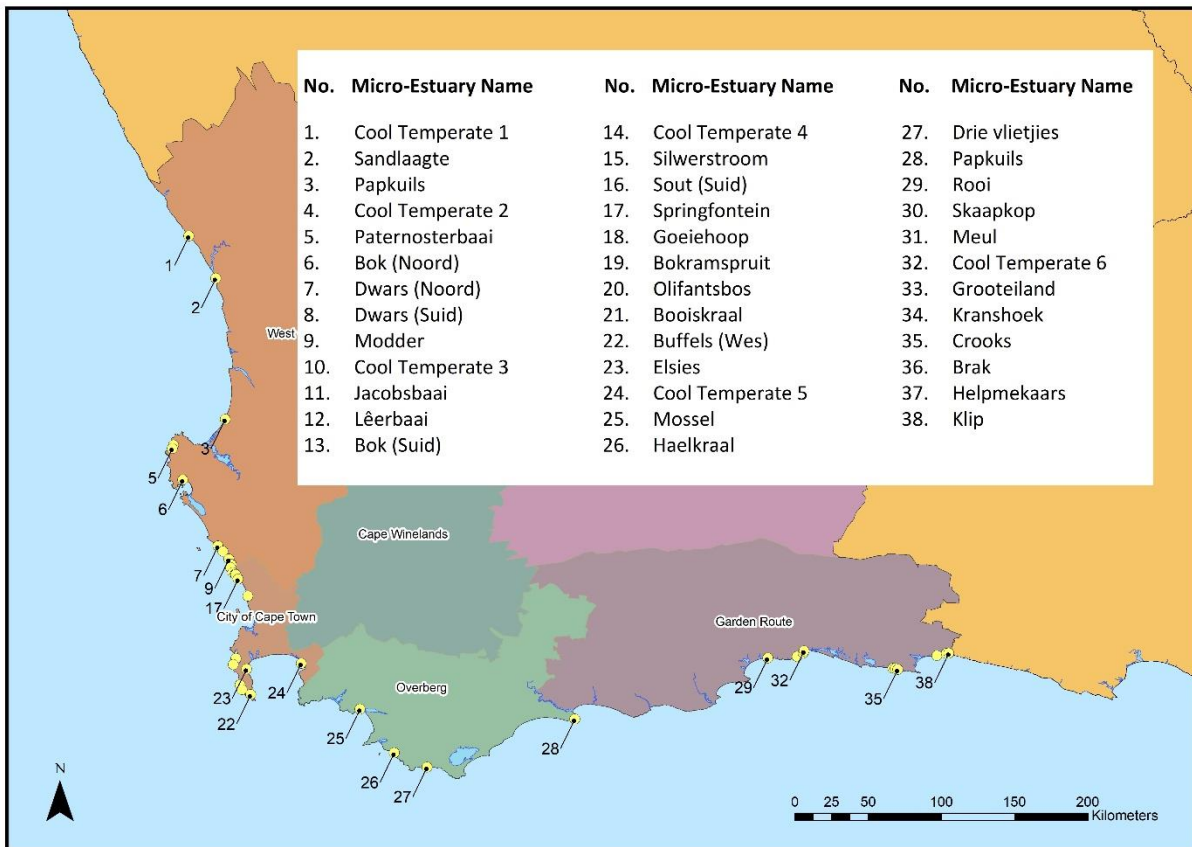 No. Micro-Estuary Name No. Micro-Estuary Name No. Micro-Estuary Name
1. Cool Temperate 1 14. Cool Temperate 4 27. Drie vlietjies
2. Sandlaagte 15. Silwerstroom 28. Papkuils
3. Papkuils 16. Sout (Suid) 29. Rooi
4. Cool Temperate 2 17. Springfontein 30. Skaapkop
5. Paternosterbaai 18. Goeiehoop 31. Meul
6. Bok (Noord) 19. Bokramspruit 32. Cool Temperate 6
7. Dwars (Noord) 20. Olifantsbos 33. Grooteiland
8. Dwars (Suid) 21. Booiskraal 34. Kranshoek
9. Modder 22. Buffels (Wes) 35. Crooks
10. Cool Temperate 3 23. Elsies 36. Brak
11. Jacobsbaai 24. Cool Temperate 5 37. Helpmekaars
12. Lêerbaai 25. Mossel 38. Klip
13. Bok (Suid) 26. Haelkraal
1
2
West
3
5
6
Cape Winelands
7
9
17
City of Cape Town
Garden Route
23
24
22
Overberg
29
32
35
38
25
28
26
27
N
0 25 50 100 150 200
Kilometers